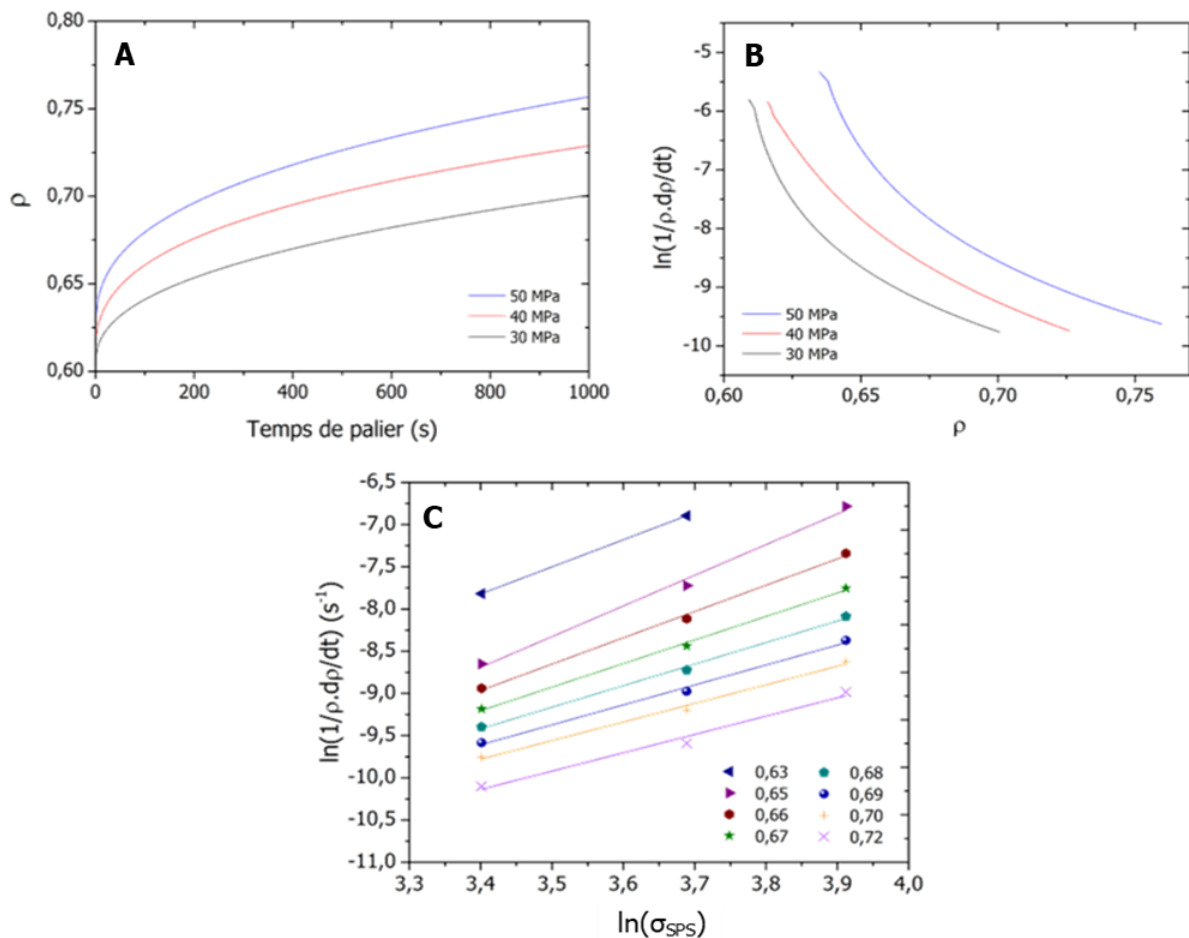 A
0,80
0,75
0,70
0,65
0,60
ρ
0 200 400 600 800 1000
Temps de palier (s)
50 MPa
40 MPa
30 MPa
B
-5
-6
-7
-8
-9
-10
ln(1/ρ.dρ/dt)
0,60 0,65 0,70 0,75
ρ
50 MPa
40 MPa
30 MPa
C
-6,5
-7,0
-7,5
-8,0
-8,5
-9,0
-9,5
-10,0
-10,5
-11,0
ln(1/ρ.dρ/dt) (s⁻¹)
3,3 3,4 3,5 3,6 3,7 3,8 3,9 4,0
ln(σSPS)
0,63 0,68
0,65 0,69
0,66 0,70
0,67 0,72